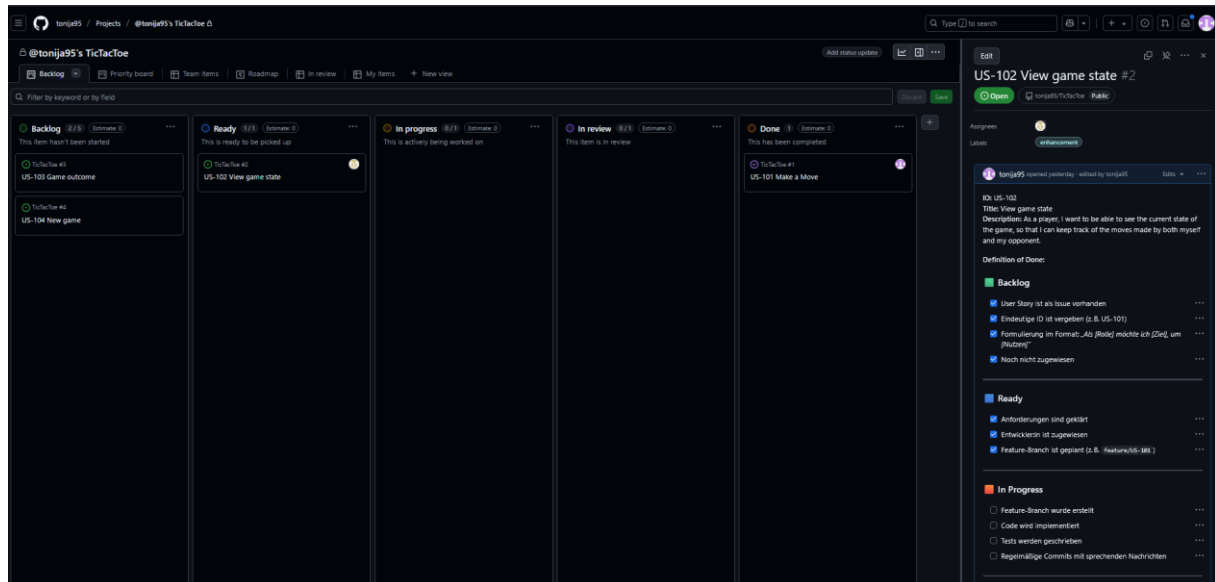 tonija95 / Projects / @tonija95's TicTacToe
Type / to search
@tonija95's TicTacToe
Add status update
Backlog
Priority board
Team items
Roadmap
In review
My items
+ New view
Filter by keyword or by field
Discard
Save
Backlog 2/5 Estimate: 0
This item hasn't been started
TicTacToe #3
US-103 Game outcome
TicTacToe #4
US-104 New game
Ready 1/1 Estimate: 0
This is ready to be picked up
TicTacToe #2
US-102 View game state
In progress 0/1 Estimate: 0
This is actively being worked on
In review 0/1 Estimate: 0
This item is in review
Done 1 Estimate: 0
This has been completed
TicTacToe #1
US-101 Make a Move
Edit
US-102 View game state #2
Open
tonija95/TicTacToe Public
Assignees
Labels
enhancement
tonija95 opened yesterday · edited by tonija95
Edits
ID: US-102
Title: View game state
Description: As a player, I want to be able to see the current state of
the game, so that I can keep track of the moves made by both myself
and my opponent.
Definition of Done:
Backlog
User Story ist als Issue vorhanden
Eindeutige ID ist vergeben (z. B. US-101)
Formulierung im Format: „Als [Rolle] möchte ich [Ziel], um
[Nutzen]"
Noch nicht zugewiesen
Ready
Anforderungen sind geklärt
Entwickler:in ist zugewiesen
Feature-Branch ist geplant (z. B. feature/US-101 )
In Progress
Feature-Branch wurde erstellt
Code wird implementiert
Tests werden geschrieben
Regelmäßige Commits mit sprechenden Nachrichten